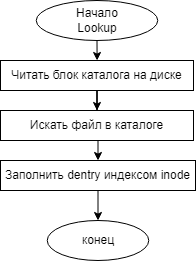 Начало
Lookup
Читать блок каталога на диске
Искать файл в каталоге
Заполнить dentry индексом inode
конец